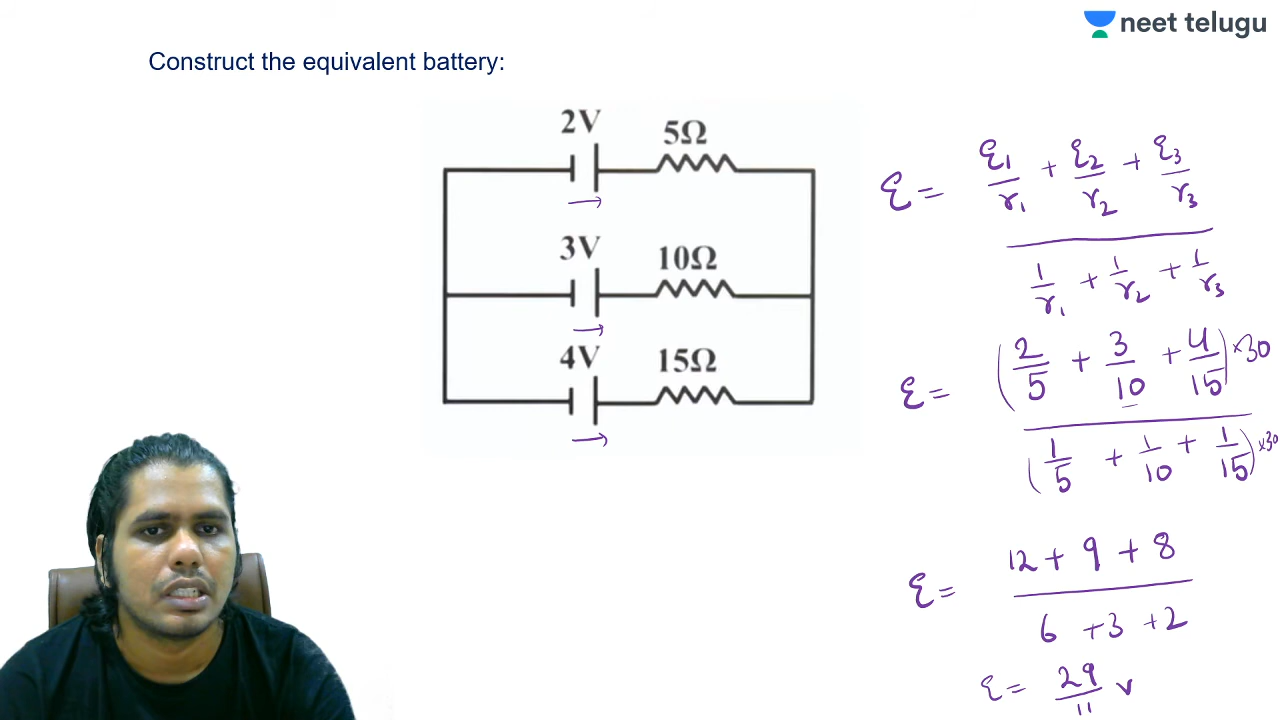 neet telugu
Construct the equivalent battery:
2V 5Ω
3V 10Ω
4V 15Ω
ε = (ε1/r1 + ε2/r2 + ε3/r3) / (1/r1 + 1/r2 + 1/r3)
ε = (2/5 + 3/10 + 4/15)×30 / (1/5 + 1/10 + 1/15)×30
ε = 12 + 9 + 8 / 6 + 3 + 2
ε = 29/11 v